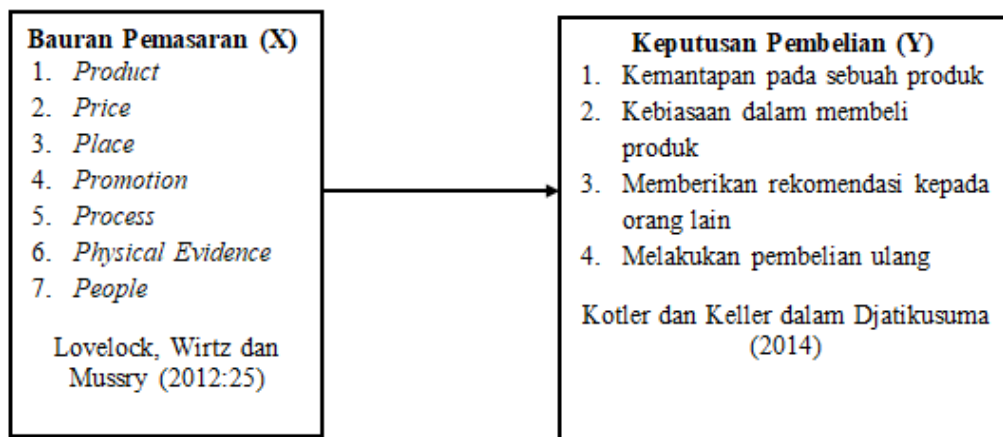 Bauran Pemasaran (X)
1. Product
2. Price
3. Place
4. Promotion
5. Process
6. Physical Evidence
7. People
Lovelock, Wirtz dan
Mussry (2012:25)
Keputusan Pembelian (Y)
1. Kemantapan pada sebuah produk
2. Kebiasaan dalam membeli
produk
3. Memberikan rekomendasi kepada
orang lain
4. Melakukan pembelian ulang
Kotler dan Keller dalam Djatikusuma
(2014)